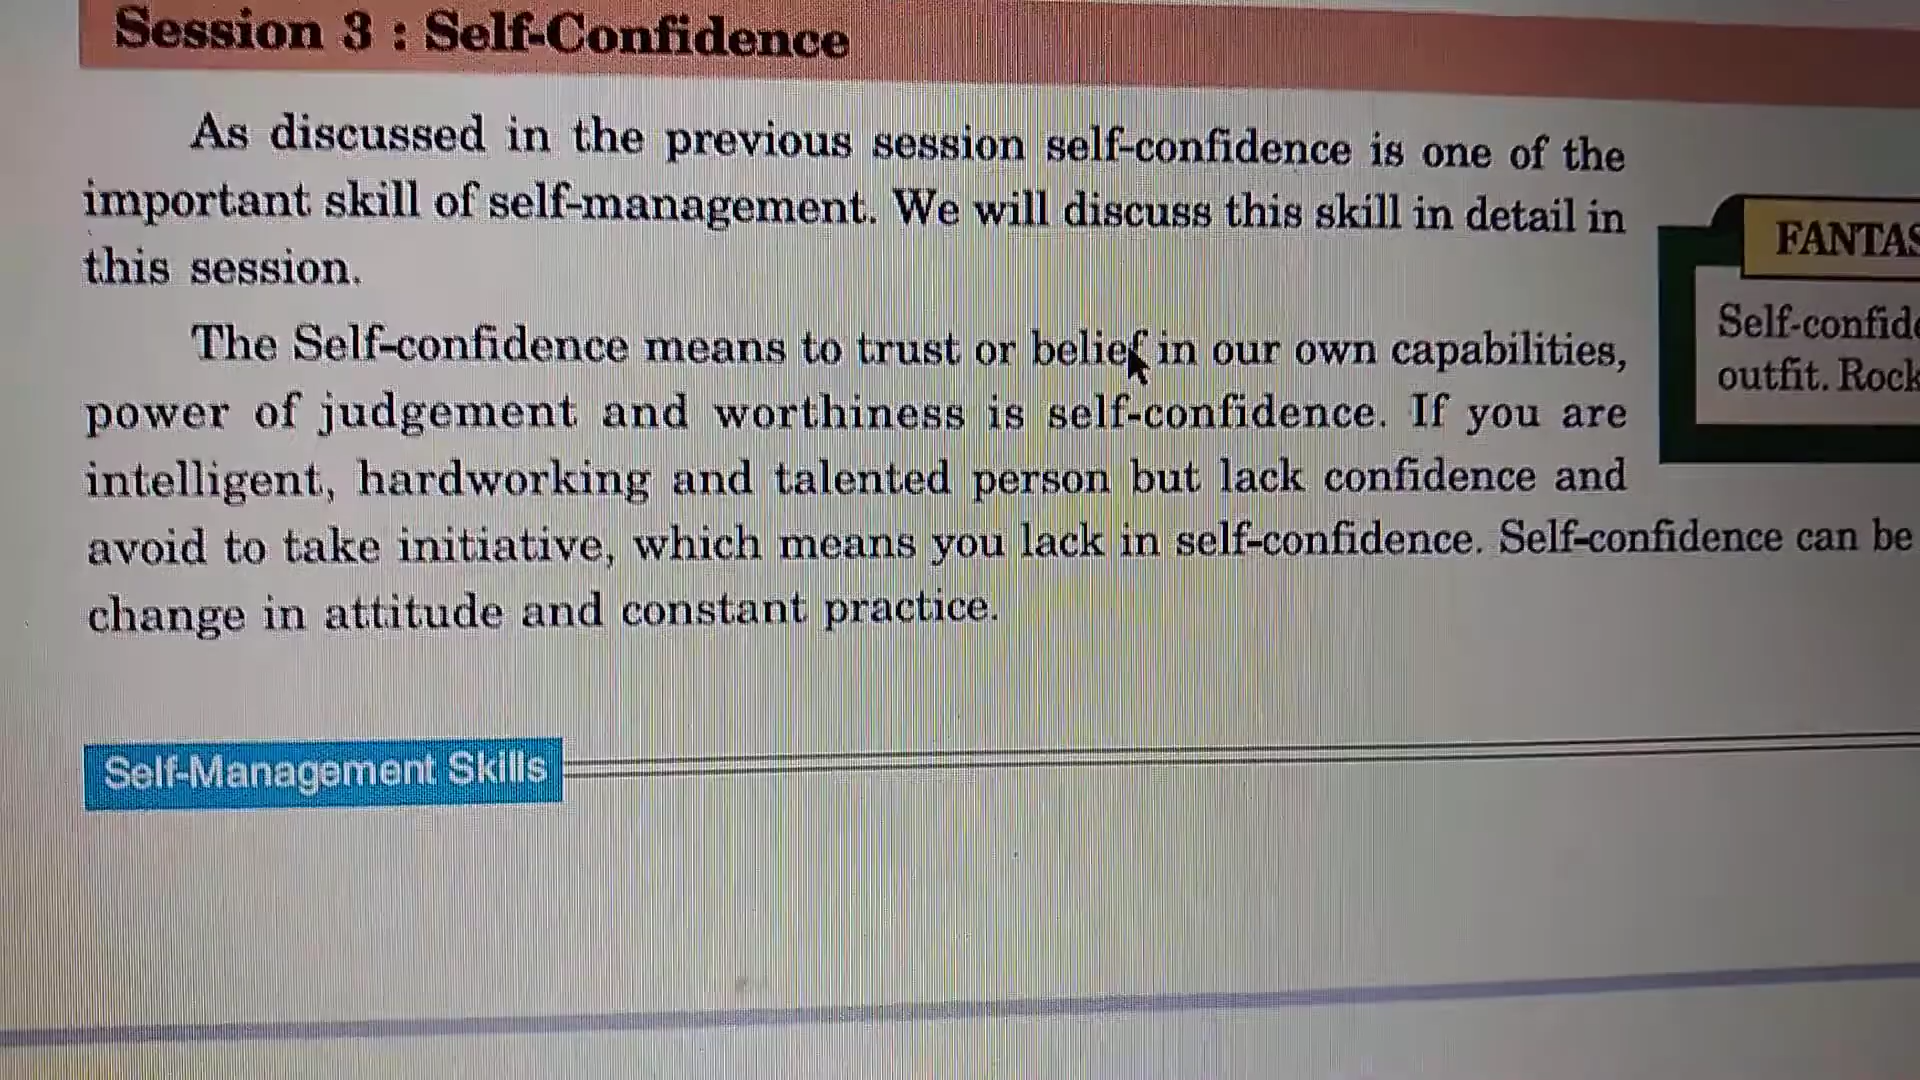 Session 3 : Self-Confidence
As discussed in the previous session self-confidence is one of the
important skill of self-management. We will discuss this skill in detail in
this session.
The Self-confidence means to trust or belief in our own capabilities,
power of judgement and worthiness is self-confidence. If you are
intelligent, hardworking and talented person but lack confidence and
avoid to take initiative, which means you lack in self-confidence. Self-confidence can be
change in attitude and constant practice.
FANTAS
Self-confide
outfit. Rock
Self-Management Skills